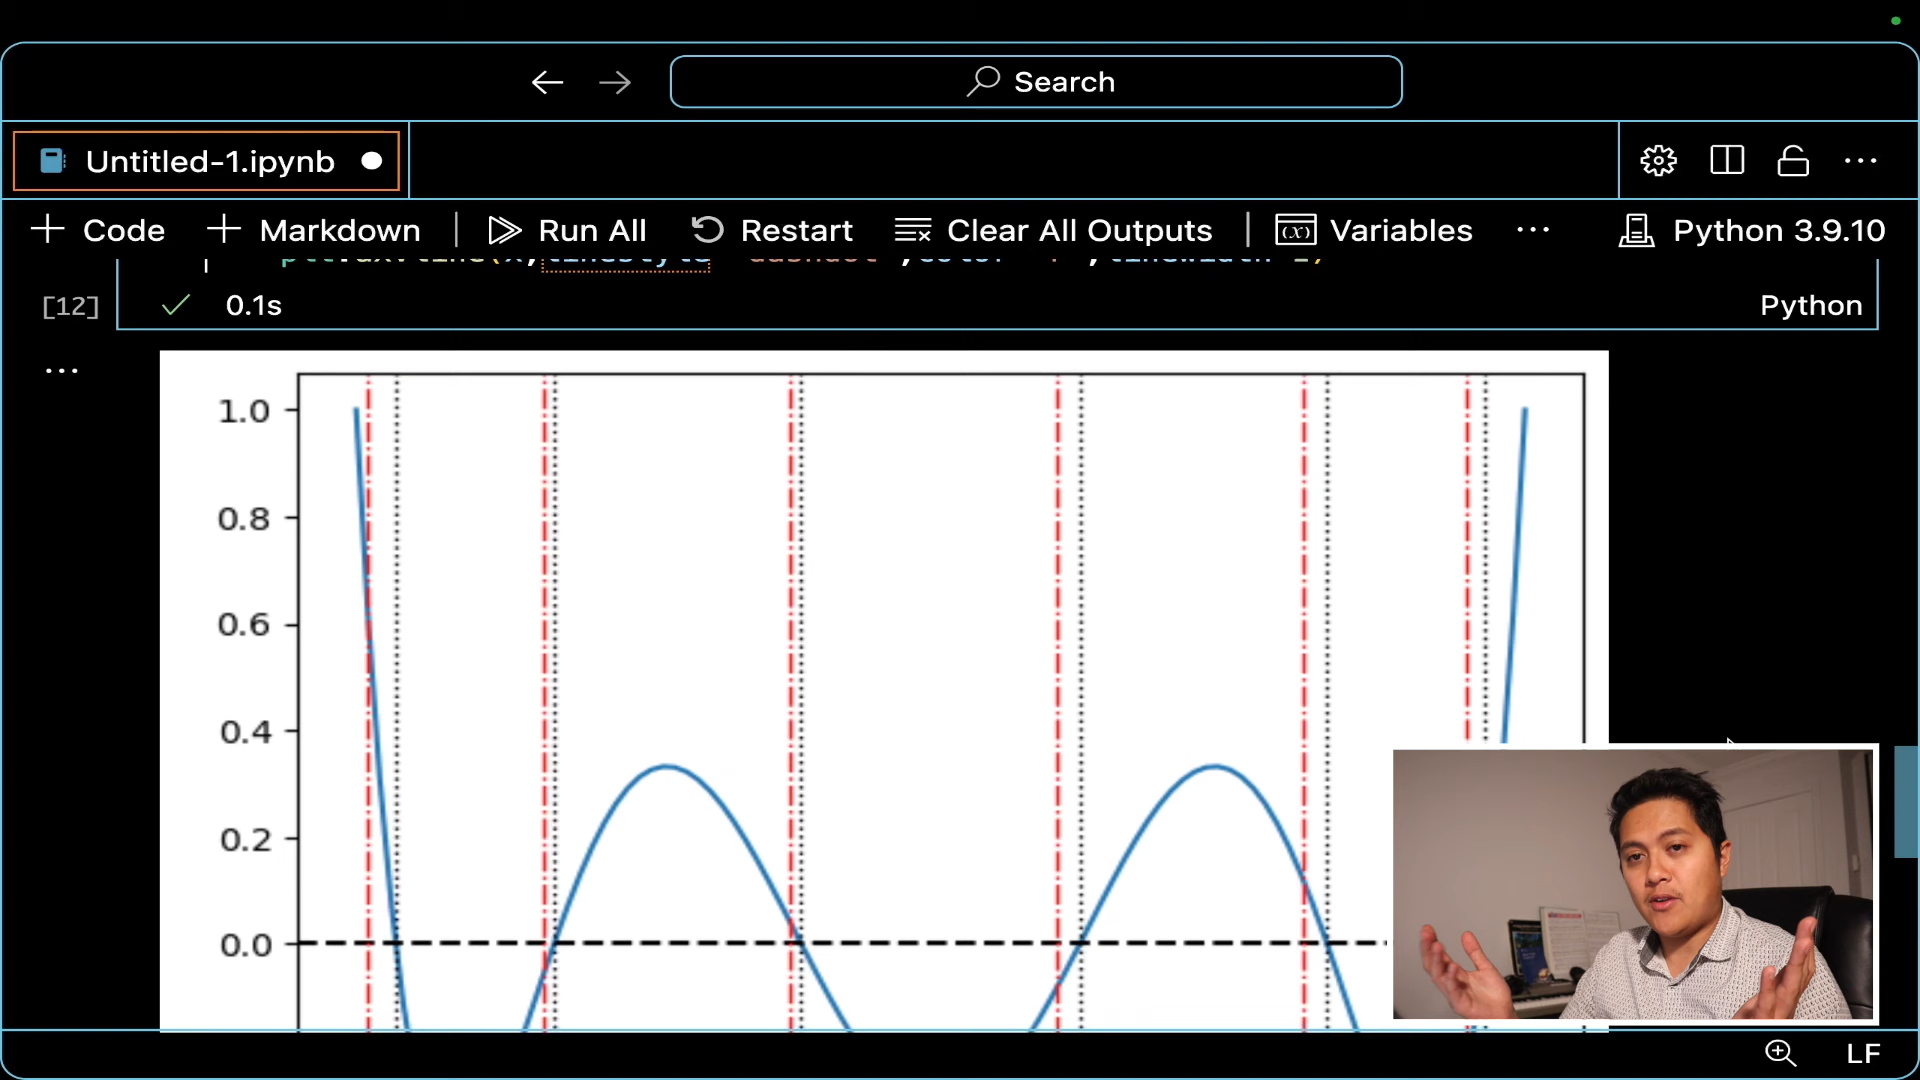 Search
Untitled-1.ipynb
Code Markdown Run All Restart Clear All Outputs (x) Variables Python 3.9.10
[12] 0.1s Python
1.0
0.8
0.6
0.4
0.2
0.0
LF